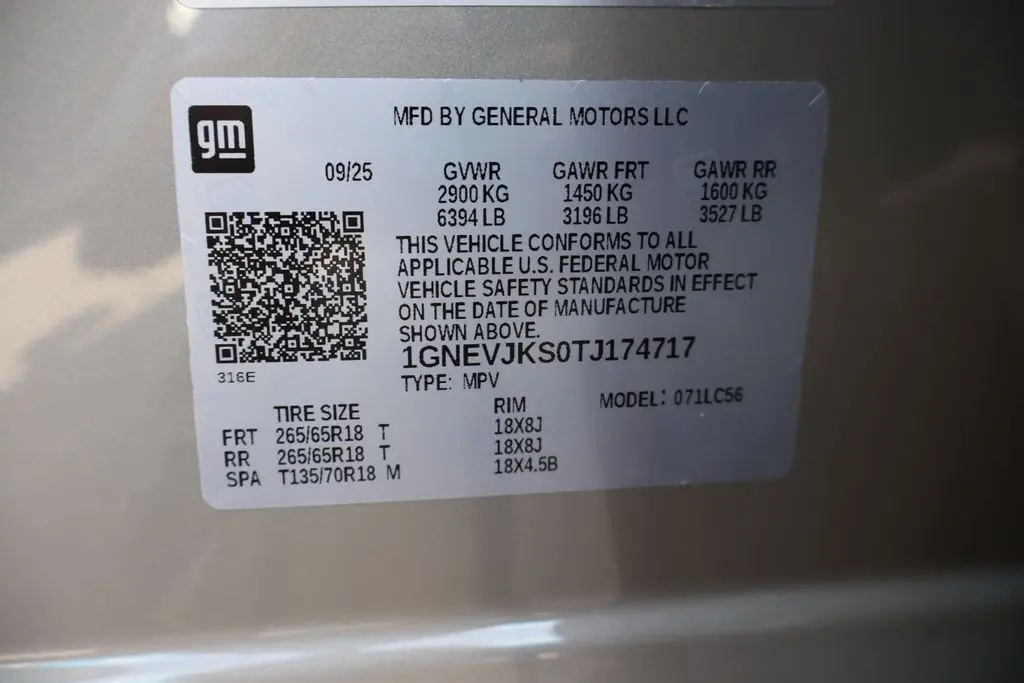 gm
MFD BY GENERAL MOTORS LLC
09/25 GVWR GAWR FRT GAWR RR
2900 KG 1450 KG 1600 KG
6394 LB 3196 LB 3527 LB
THIS VEHICLE CONFORMS TO ALL
APPLICABLE U.S. FEDERAL MOTOR
VEHICLE SAFETY STANDARDS IN EFFECT
ON THE DATE OF MANUFACTURE
SHOWN ABOVE.
1GNEVJKS0TJ174717
316E
TYPE: MPV
MODEL: 071LC56
TIRE SIZE RIM
FRT 265/65R18 T 18X8J
RR 265/65R18 T 18X8J
SPA T135/70R18 M 18X4.5B